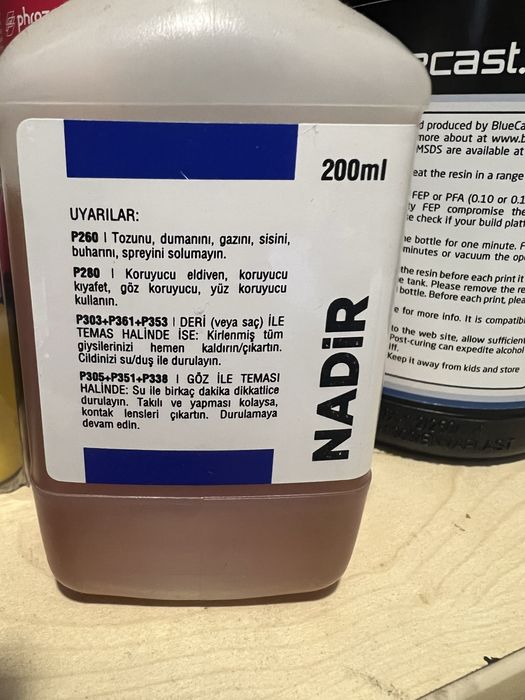 phroz
200ml
UYARILAR:
P260 | Tozunu, dumanını, gazını, sisini,
buharını, spreyini solumayın.
P280 | Koruyucu eldiven, koruyucu
kıyafet, göz koruyucu, yüz koruyucu
kullanın.
P303+P361+P353 | DERİ (veya saç) İLE
TEMAS HALİNDE İSE: Kirlenmiş tüm
giysilerinizi hemen kaldırın/çıkartın.
Cildinizi su/duş ile durulayın.
P305+P351+P338 | GÖZ İLE TEMASI
HALİNDE: Su ile birkaç dakika dikkatlice
durulayın. Takılı ve yapması kolaysa,
kontak lensleri çıkartın. Durulamaya
devam edin.
NADİR
ecast.
d produced by BlueCa
more about at www.b
MSDS are available at
eat the resin in a range
FEP or PFA (0.10 or 0.1
ty FEP compromise the
e check if your build platf
he bottle for one minute. F
minutes or vacuum the ope
the resin before each print it
e tank. Please remove the re
bottle. Before each print, plea
e for more info. It is compatib
to the web site, allow sufficient
Post-curing can expedite alcohol
iff.
Keep it away from kids and store